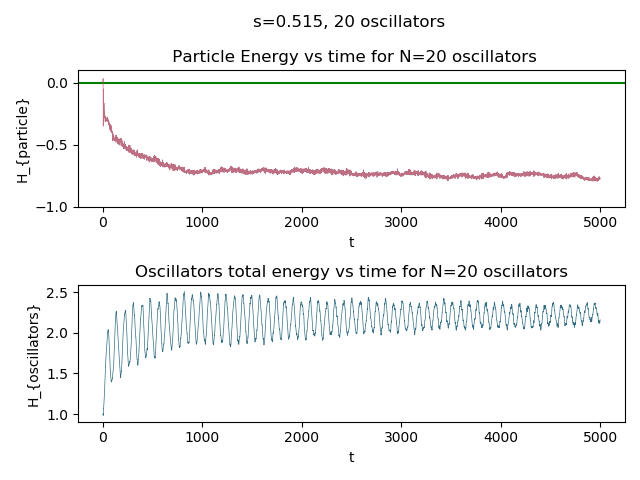 s=0.515, 20 oscillators
Particle Energy vs time for N=20 oscillators
H_{particle}
0.0
−0.5
−1.0
0 1000 2000 3000 4000 5000
t
Oscillators total energy vs time for N=20 oscillators
H_{oscillators}
2.5
2.0
1.5
1.0
0 1000 2000 3000 4000 5000
t